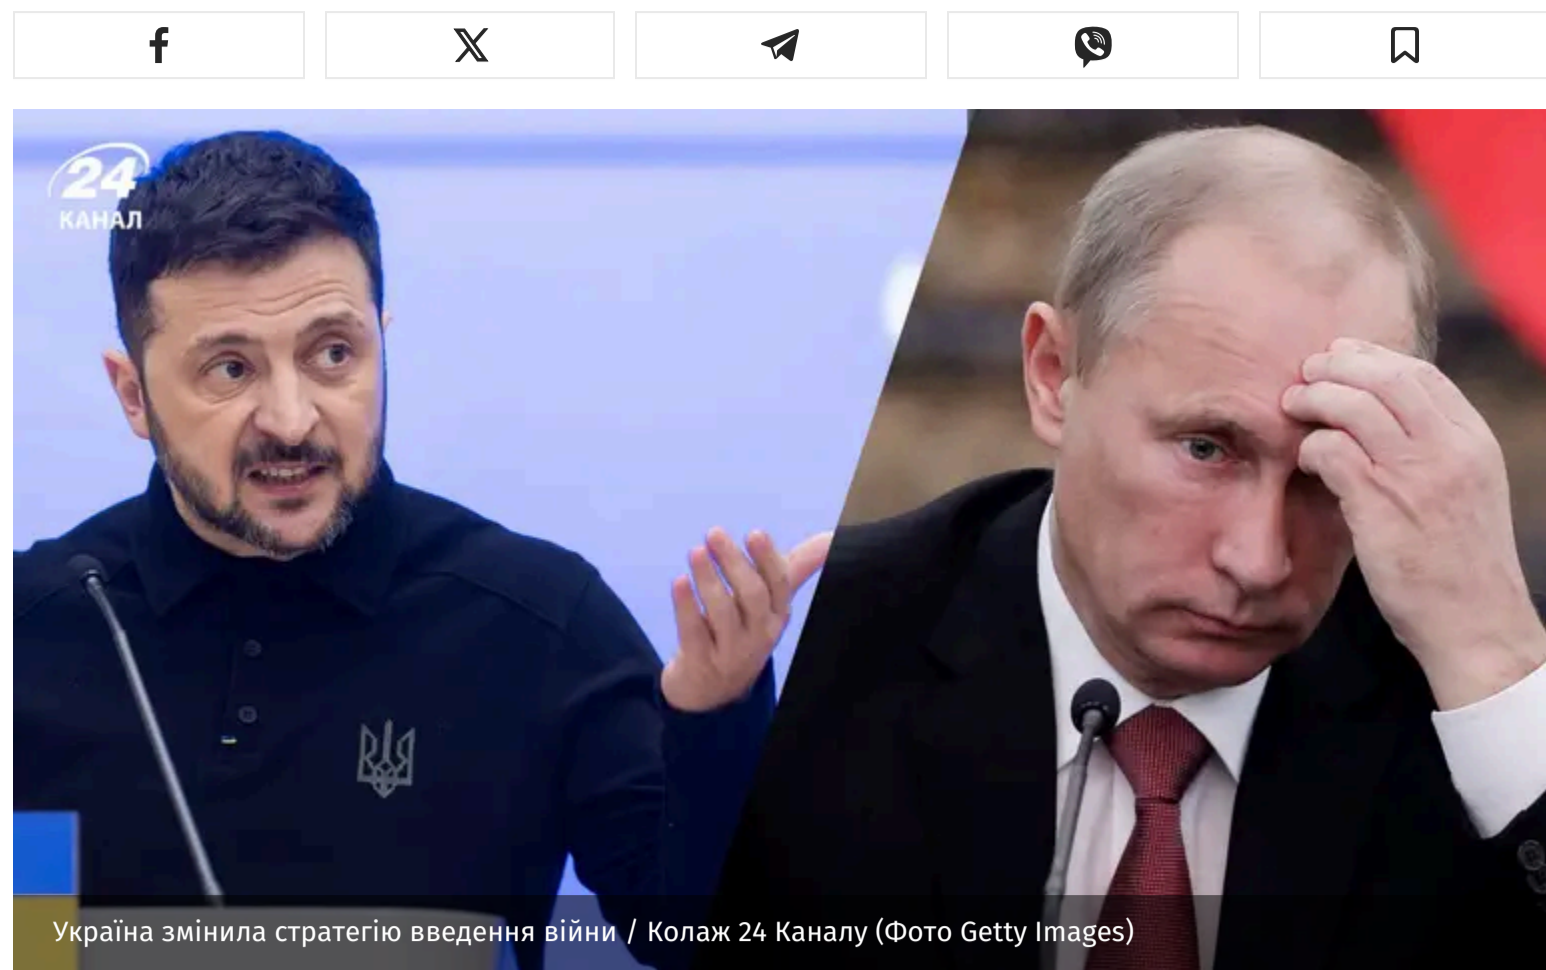 24
КАНАЛ
Україна змінила стратегію введення війни / Колаж 24 Каналу (Фото Getty Images)